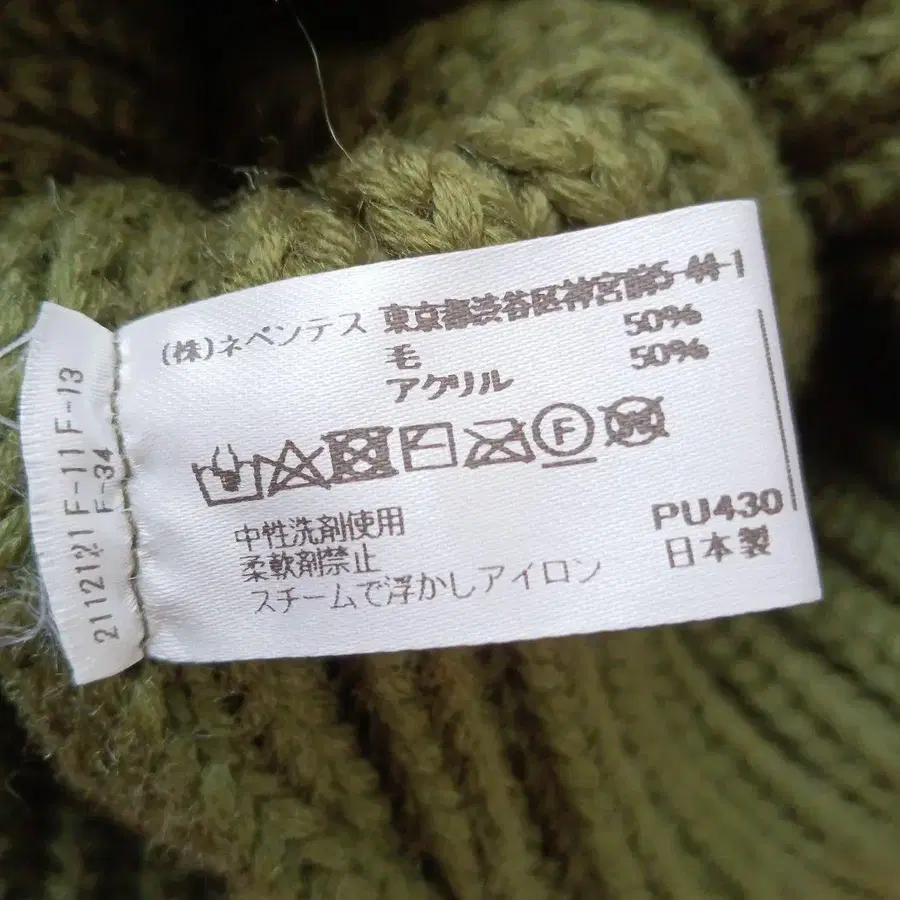 (株)ネペンテス 東京都渋谷区神宮前5-4-1
毛 50%
アクリル 50%
F
中性洗剤使用
柔軟剤禁止
スチームで浮かしアイロン
PU430
日本製
2112121 F-11 F-13
F-34